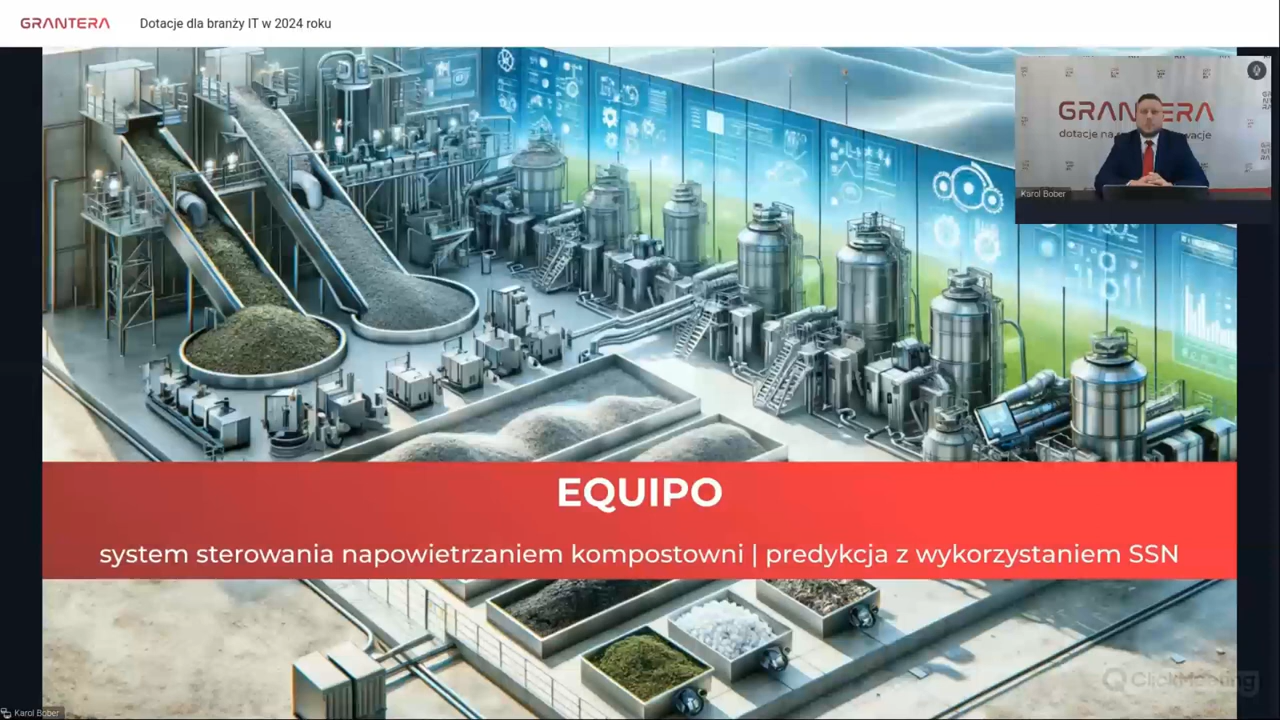 GRANTERA
Dotacje dla branży IT w 2024 roku
GRANTERA
Karol Bober
EQUIPO
system sterowania napowietrzaniem kompostowni | predykcja z wykorzystaniem SSN
ClickMeeting
Karol Bober